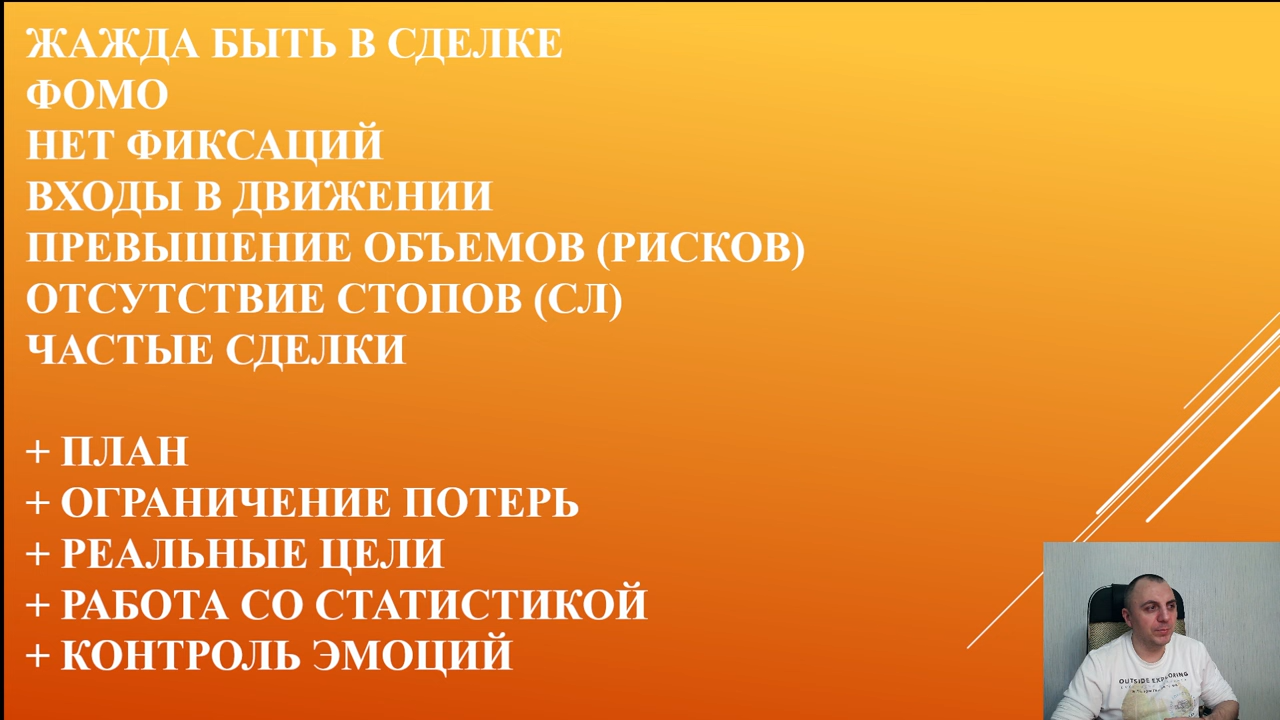 ЖАЖДА БЫТЬ В СДЕЛКЕ
ФОМО
НЕТ ФИКСАЦИЙ
ВХОДЫ В ДВИЖЕНИИ
ПРЕВЫШЕНИЕ ОБЪЕМОВ (РИСКОВ)
ОТСУТСТВИЕ СТОПОВ (СЛ)
ЧАСТЫЕ СДЕЛКИ
+ ПЛАН
+ ОГРАНИЧЕНИЕ ПОТЕРЬ
+ РЕАЛЬНЫЕ ЦЕЛИ
+ РАБОТА СО СТАТИСТИКОЙ
+ КОНТРОЛЬ ЭМОЦИЙ
OUTSIDE